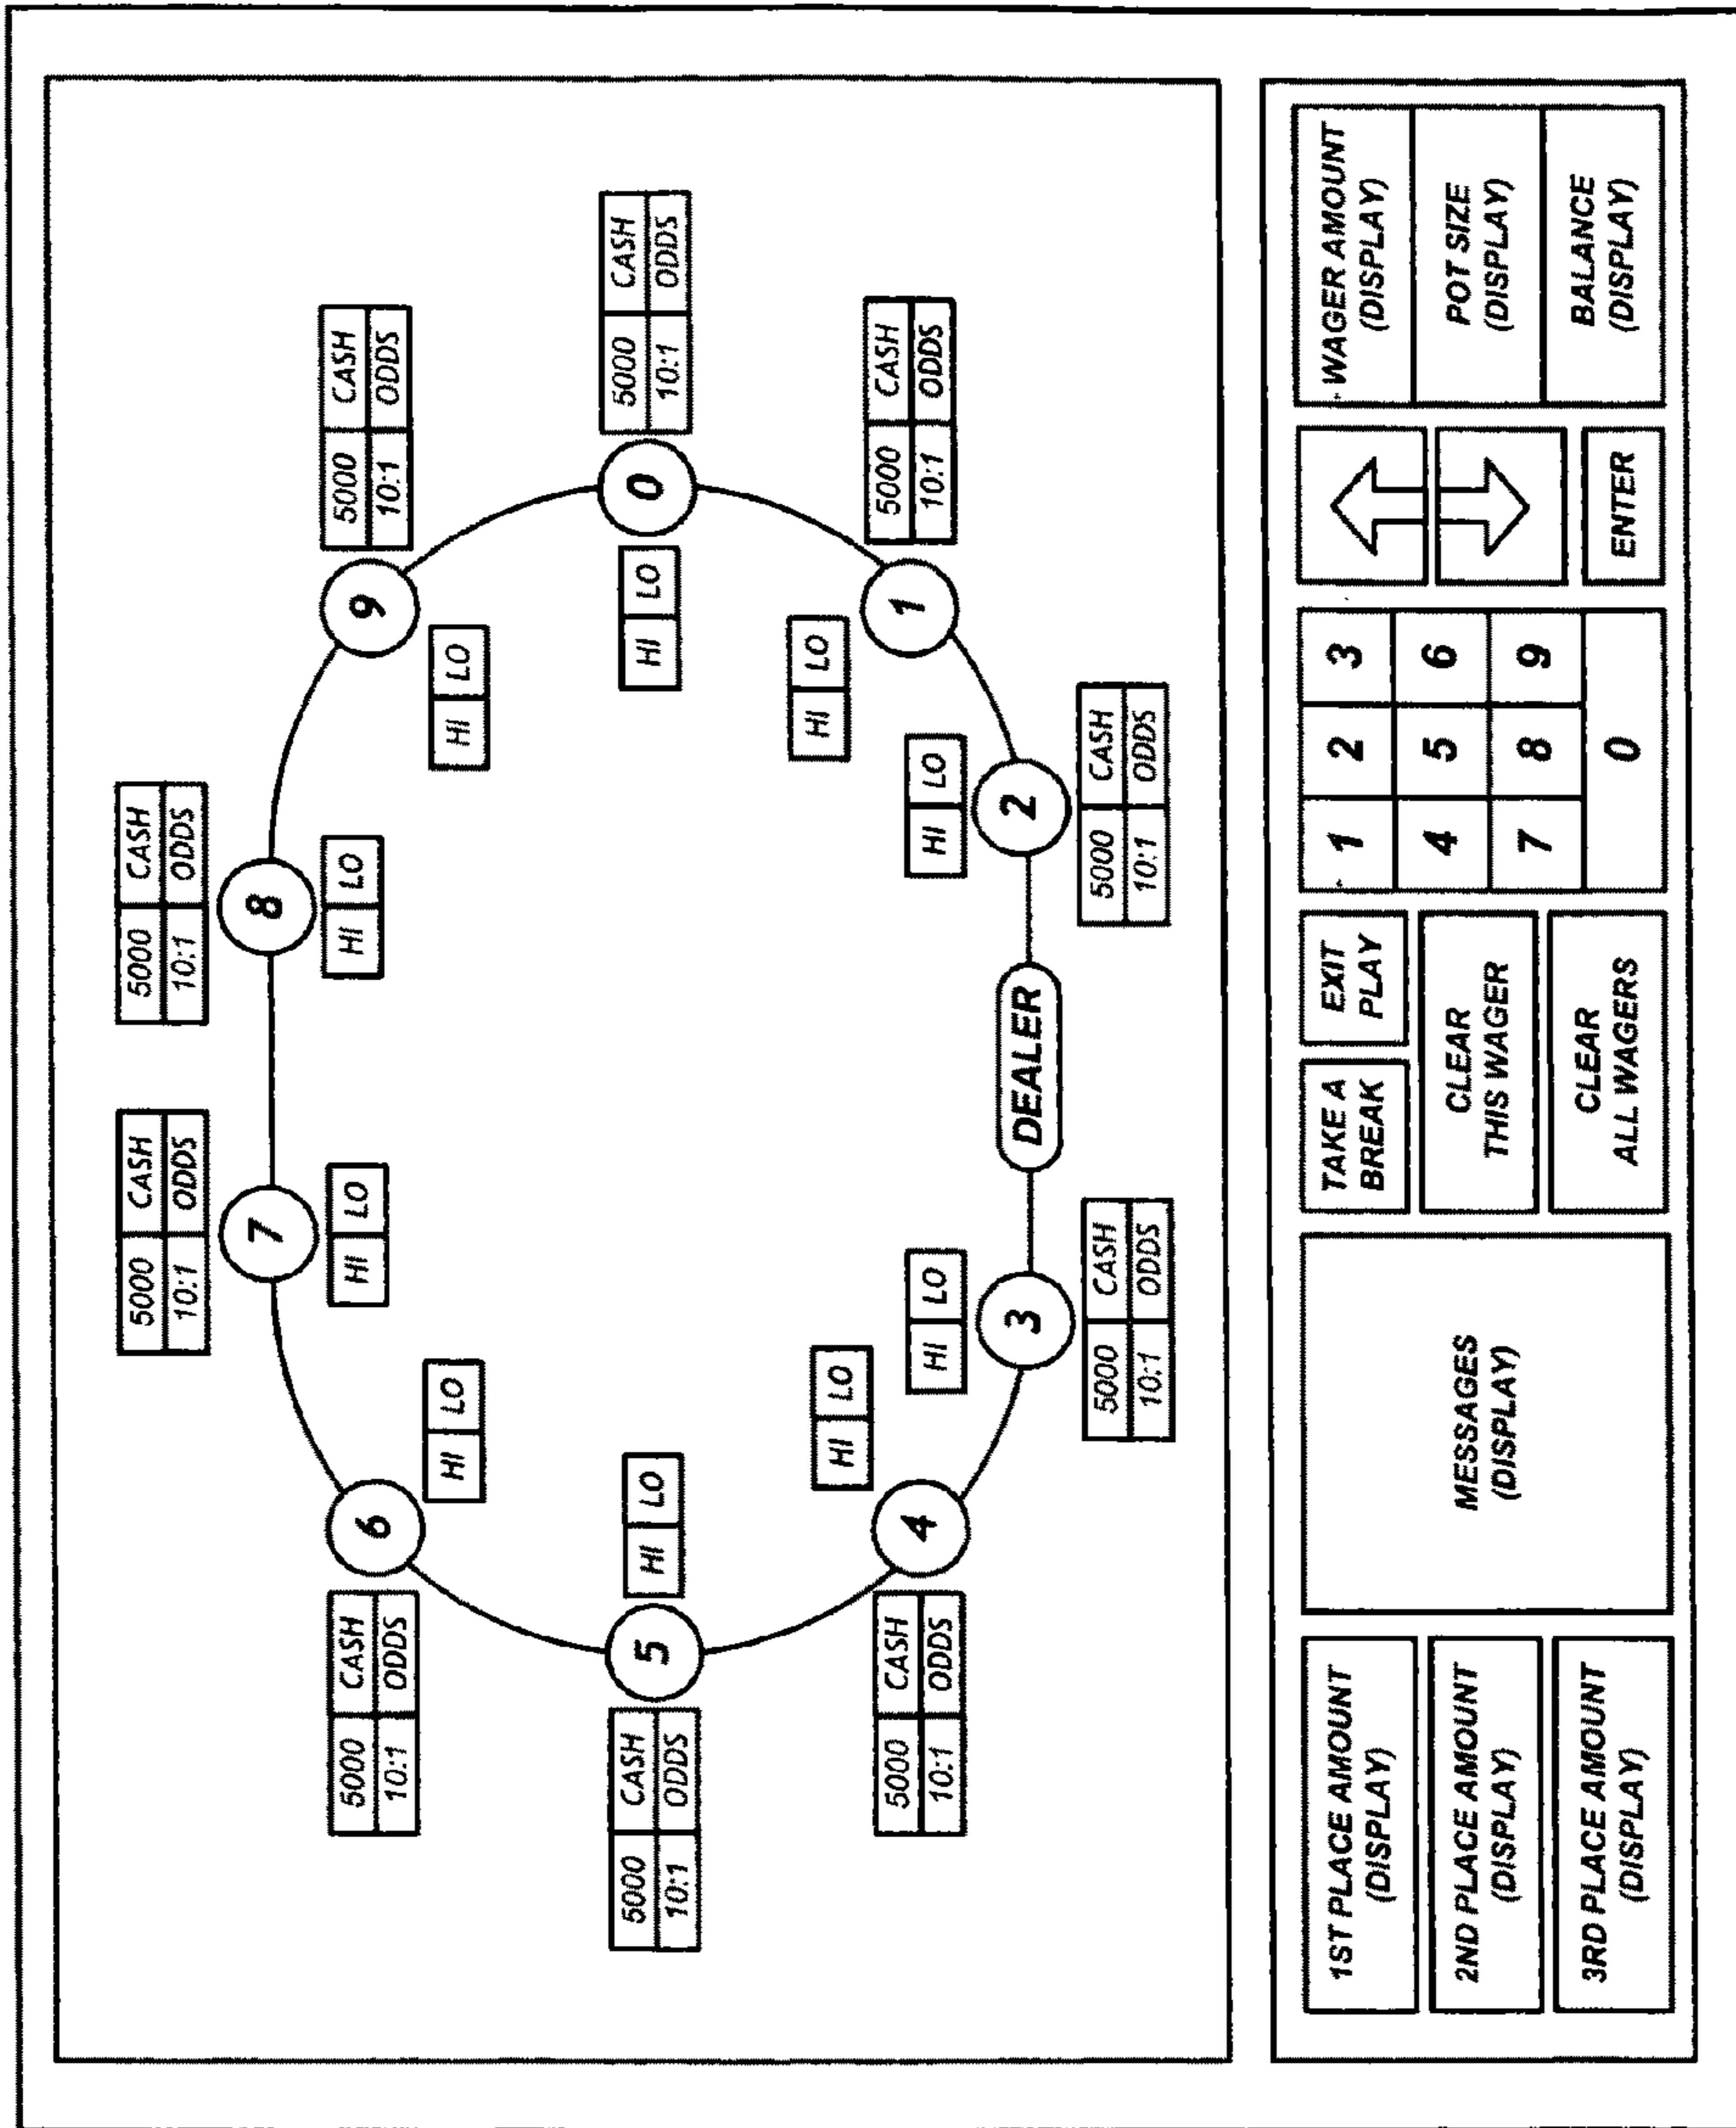 5000 CASH
10:1 ODDS
7
HI LO
5000 CASH
10:1 ODDS
8
HI LO
5000 CASH
10:1 ODDS
6
HI LO
5000 CASH
10:1 ODDS
9
HI LO
5000 CASH
10:1 ODDS
5
HI LO
5000 CASH
10:1 ODDS
0
HI LO
5000 CASH
10:1 ODDS
4
HI LO
5000 CASH
10:1 ODDS
1
HI LO
HI LO
3
5000 CASH
10:1 ODDS
DEALER
HI LO
2
5000 CASH
10:1 ODDS
1ST PLACE AMOUNT
(DISPLAY)
2ND PLACE AMOUNT
(DISPLAY)
3RD PLACE AMOUNT
(DISPLAY)
MESSAGES
(DISPLAY)
TAKE A
BREAK
EXIT
PLAY
CLEAR
THIS WAGER
CLEAR
ALL WAGERS
1 2 3
4 5 6
7 8 9
0
ENTER
WAGER AMOUNT
(DISPLAY)
POT SIZE
(DISPLAY)
BALANCE
(DISPLAY)